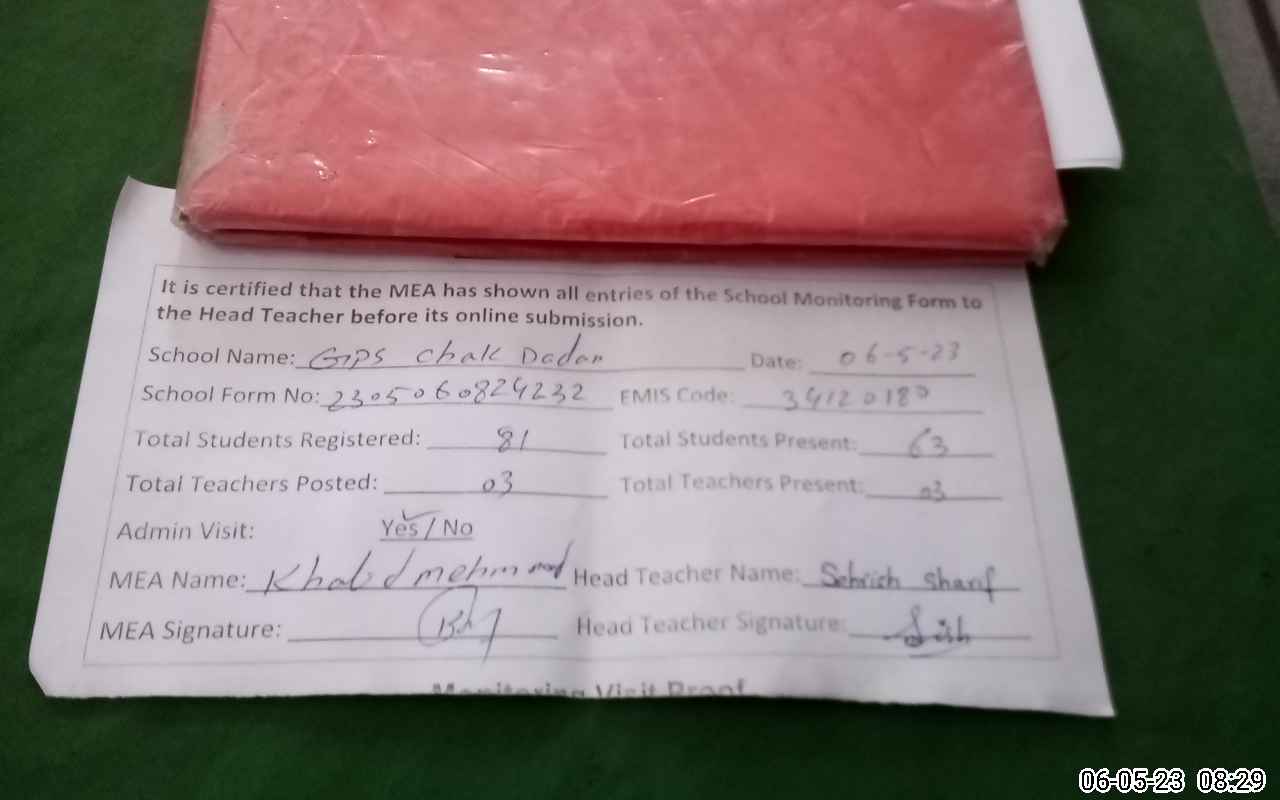 It is certified that the MEA has shown all entries of the School Monitoring Form to
the Head Teacher before its online submission.
School Name: GPS Chak Dadan Date: 06-5-23
School Form No: 2305060824232 EMIS Code: 34120180
Total Students Registered: 81 Total Students Present: 63
Total Teachers Posted: 03 Total Teachers Present: 03
Admin Visit: Yes / No
MEA Name: Khalid mehmood Head Teacher Name: Sehrish Sharif
MEA Signature: Head Teacher Signature:
Monitoring Visit Proof
06-05-23 08:29